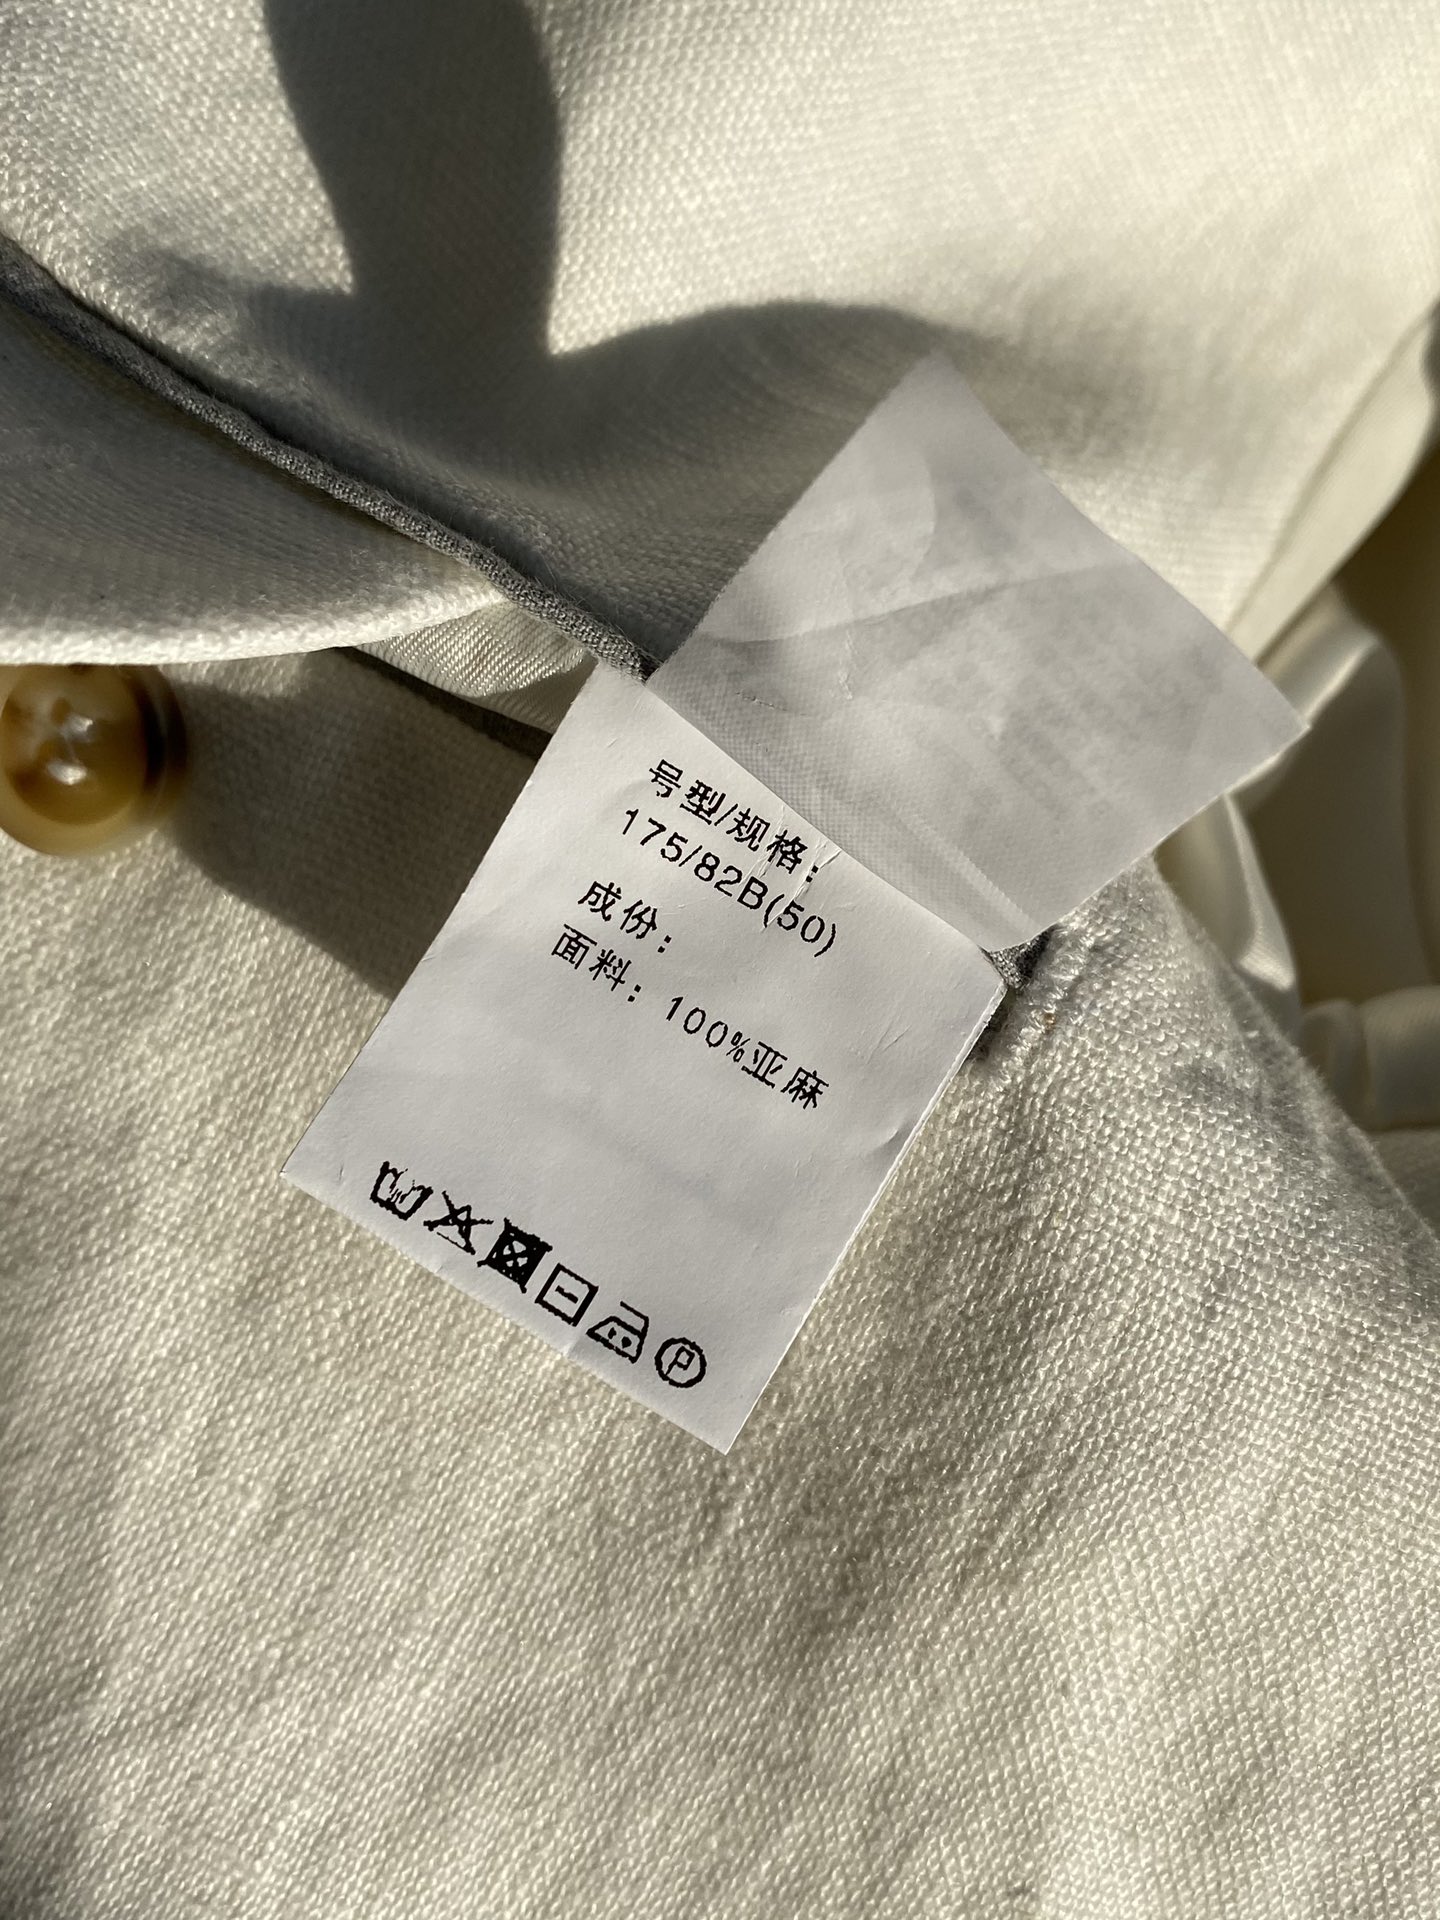 号型/规格：
175/82B(50)
成份：
面料：100%亚麻
P